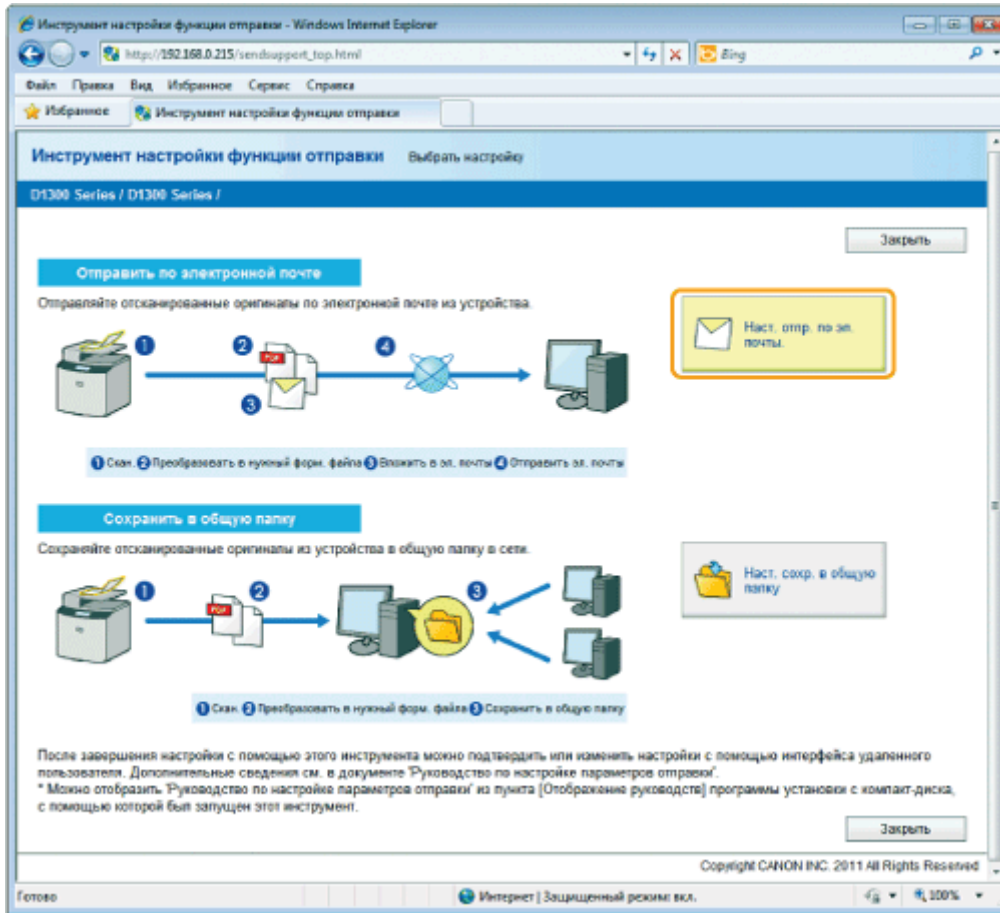 Инструмент настройки функции отправки - Windows Internet Explorer
http://192.168.0.215/sendsupport_top.html
Bing
Файл Правка Вид Избранное Сервис Справка
Избранное Инструмент настройки функции отправки
Инструмент настройки функции отправки Выбрать настройку
D1300 Series / D1300 Series /
Закрыть
Отправить по электронной почте
Отправляйте отсканированные оригиналы по электронной почте из устройства.
Наст. отпр. по эл.
почты.
1 2 4
PDF
3
1 Скан. 2 Преобразовать в нужный форм. файла 3 Вложить в эл. почты 4 Отправить эл. почты
Сохранить в общую папку
Сохраняйте отсканированные оригиналы из устройства в общую папку в сети.
Наст. сохр. в общую
папку
1 2 3
PDF
1 Скан. 2 Преобразовать в нужный форм. файла 3 Сохранить в общую папку
После завершения настройки с помощью этого инструмента можно подтвердить или изменить настройки с помощью интерфейса удаленного
пользователя. Дополнительные сведения см. в документе 'Руководство по настройке параметров отправки'.
* Можно отобразить 'Руководство по настройке параметров отправки' из пункта [Отображение руководств] программы установки с компакт-диска,
с помощью которой был запущен этот инструмент.
Закрыть
Copyright CANON INC. 2011 All Rights Reserved
Готово Интернет | Защищенный режим: вкл. 100%